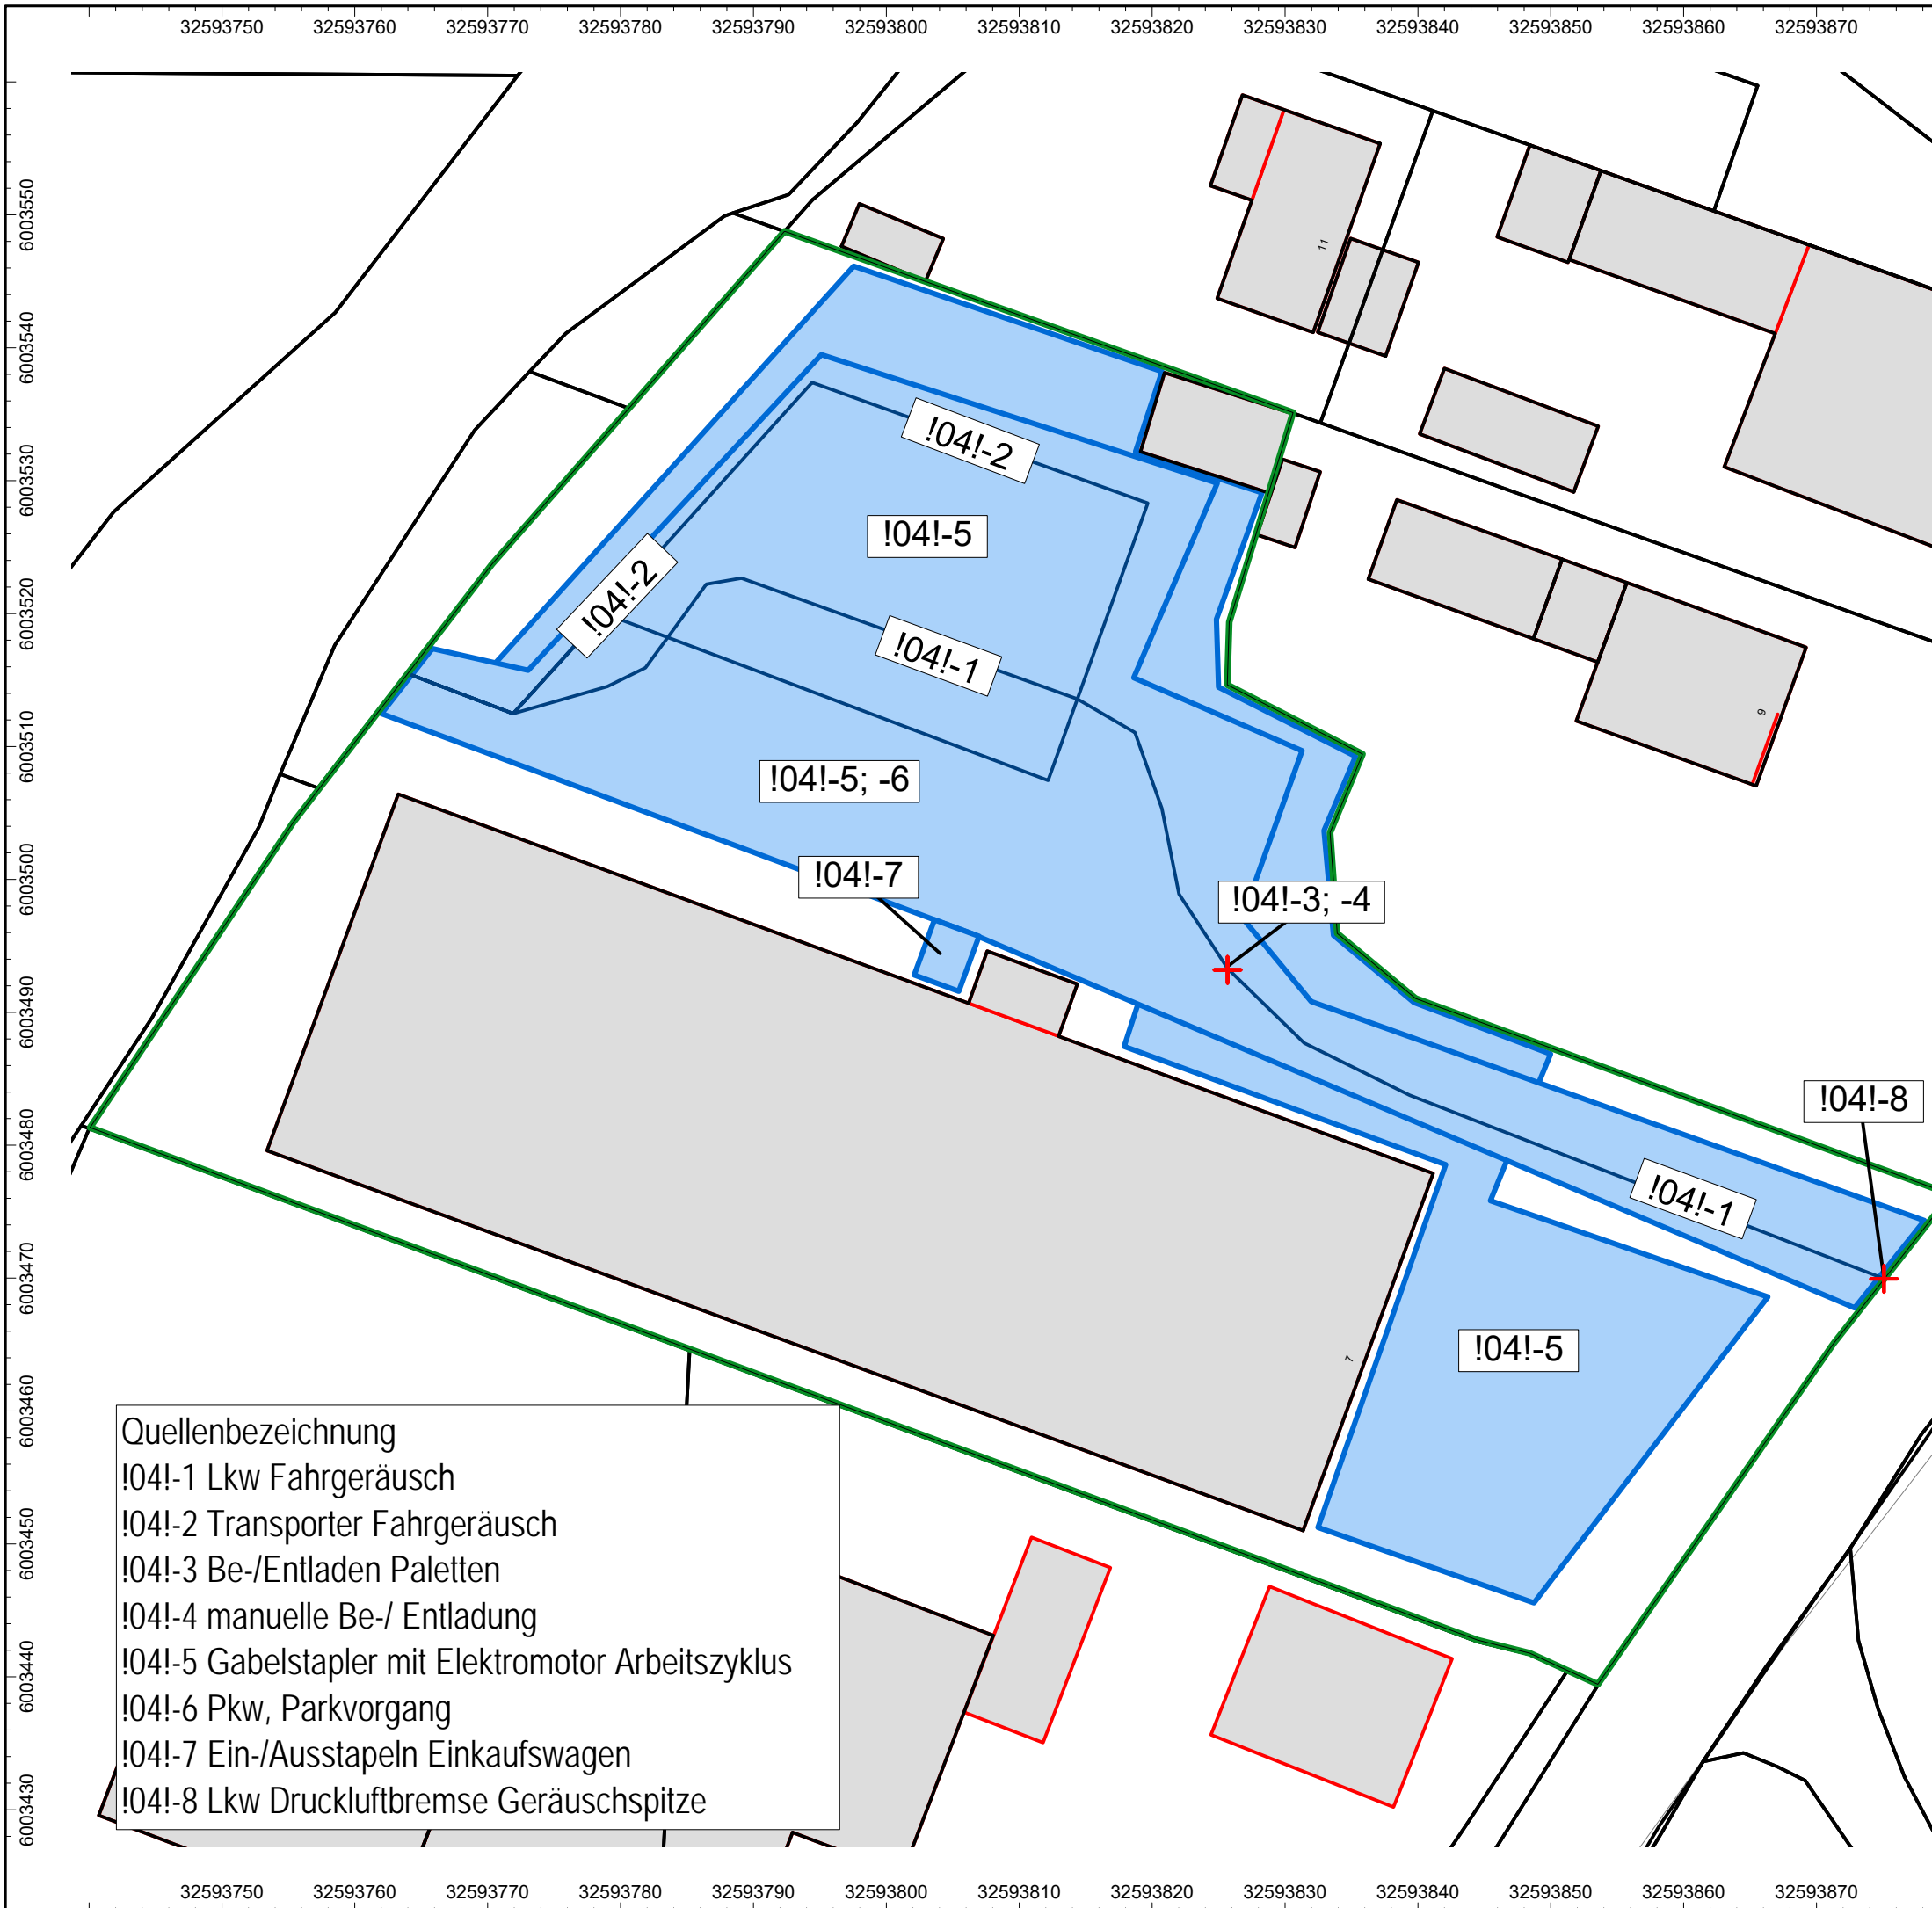 32593750 32593760 32593770 32593780 32593790 32593800 32593810 32593820 32593830 32593840 32593850 32593860 32593870
6003550
6003540
6003530
6003520
6003510
6003500
6003490
6003480
6003470
6003460
6003450
6003440
6003430
11
!04!-2
!04!-5
!04!-2
!04!-1
9
!04!-5; -6
!04!-7
!04!-3; -4
!04!-8
!04!-1
!04!-5
7
Quellenbezeichnung
!04!-1 Lkw Fahrgeräusch
!04!-2 Transporter Fahrgeräusch
!04!-3 Be-/Entladen Paletten
!04!-4 manuelle Be-/ Entladung
!04!-5 Gabelstapler mit Elektromotor Arbeitszyklus
!04!-6 Pkw, Parkvorgang
!04!-7 Ein-/Ausstapeln Einkaufswagen
!04!-8 Lkw Druckluftbremse Geräuschspitze
32593750 32593760 32593770 32593780 32593790 32593800 32593810 32593820 32593830 32593840 32593850 32593860 32593870